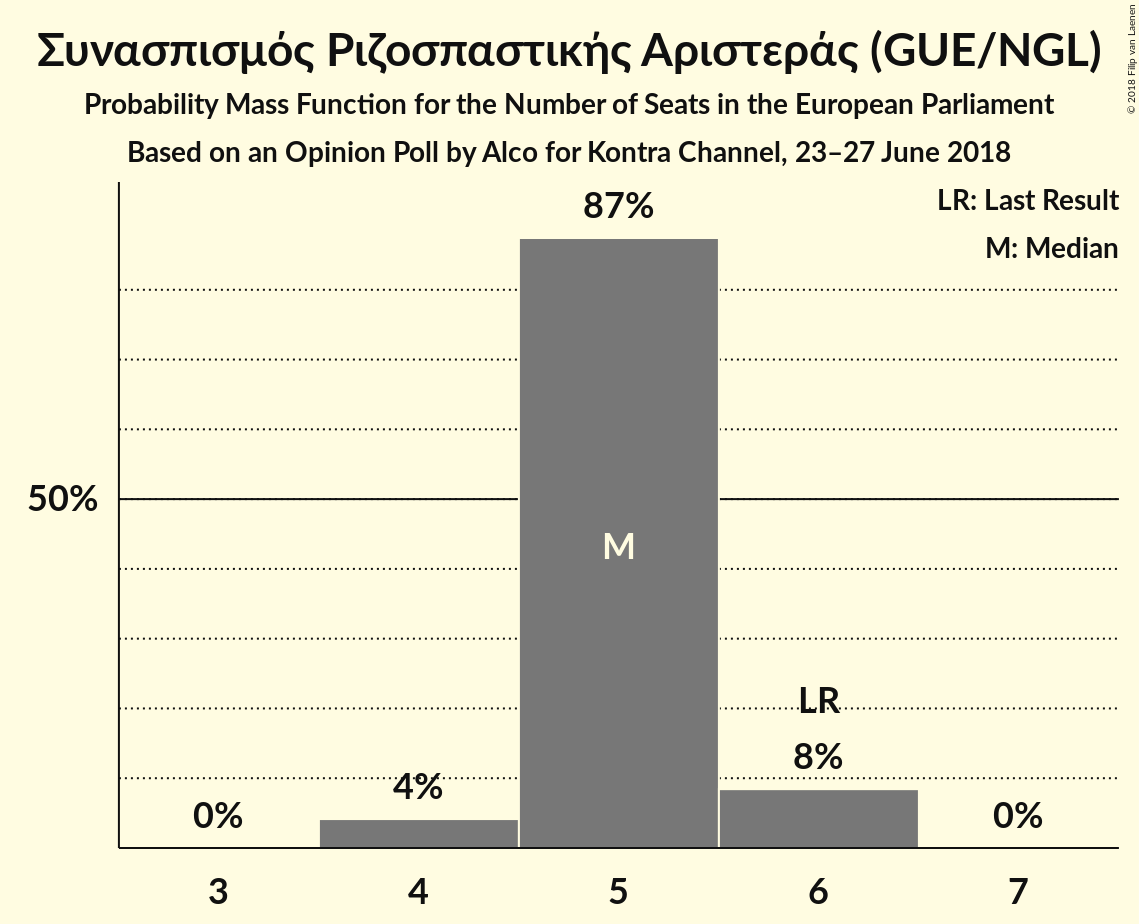 Συνασπισμός Ριζοσπαστικής Αριστεράς (GUE/NGL)
Probability Mass Function for the Number of Seats in the European Parliament
Based on an Opinion Poll by Alco for Kontra Channel, 23–27 June 2018
© 2018 Filip van Laenen
LR: Last Result
M: Median
87%
50%
M
LR
8%
4%
0%
0%
3
4
5
6
7